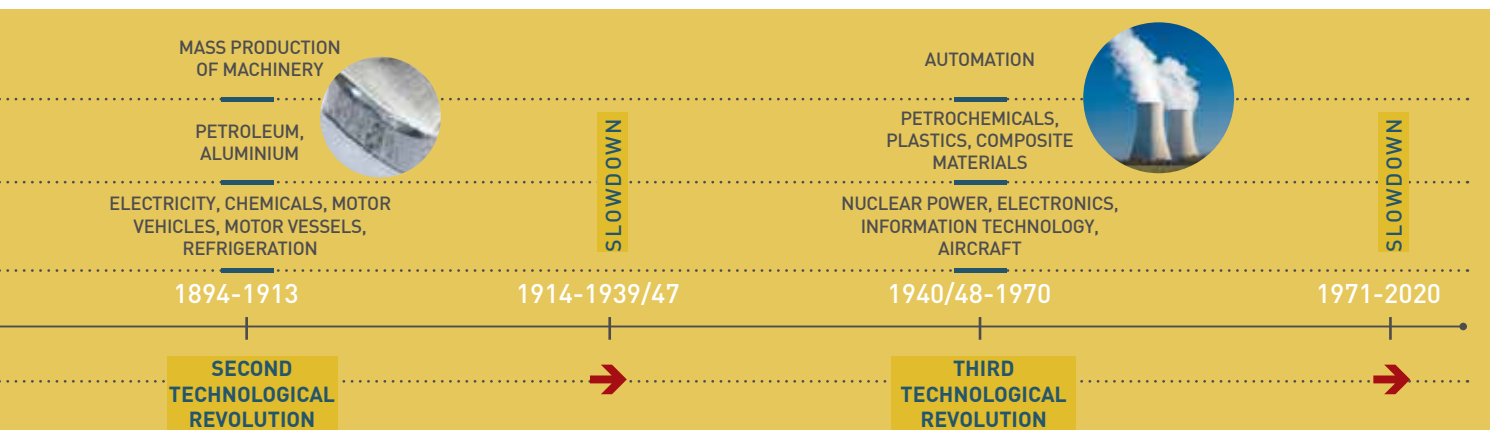 MASS PRODUCTION
OF MACHINERY
PETROLEUM,
ALUMINIUM
ELECTRICITY, CHEMICALS, MOTOR
VEHICLES, MOTOR VESSELS,
REFRIGERATION
1894-1913
SECOND
TECHNOLOGICAL
REVOLUTION
SLOWDOWN
1914-1939/47
AUTOMATION
PETROCHEMICALS,
PLASTICS, COMPOSITE
MATERIALS
NUCLEAR POWER, ELECTRONICS,
INFORMATION TECHNOLOGY,
AIRCRAFT
1940/48-1970
THIRD
TECHNOLOGICAL
REVOLUTION
SLOWDOWN
1971-2020